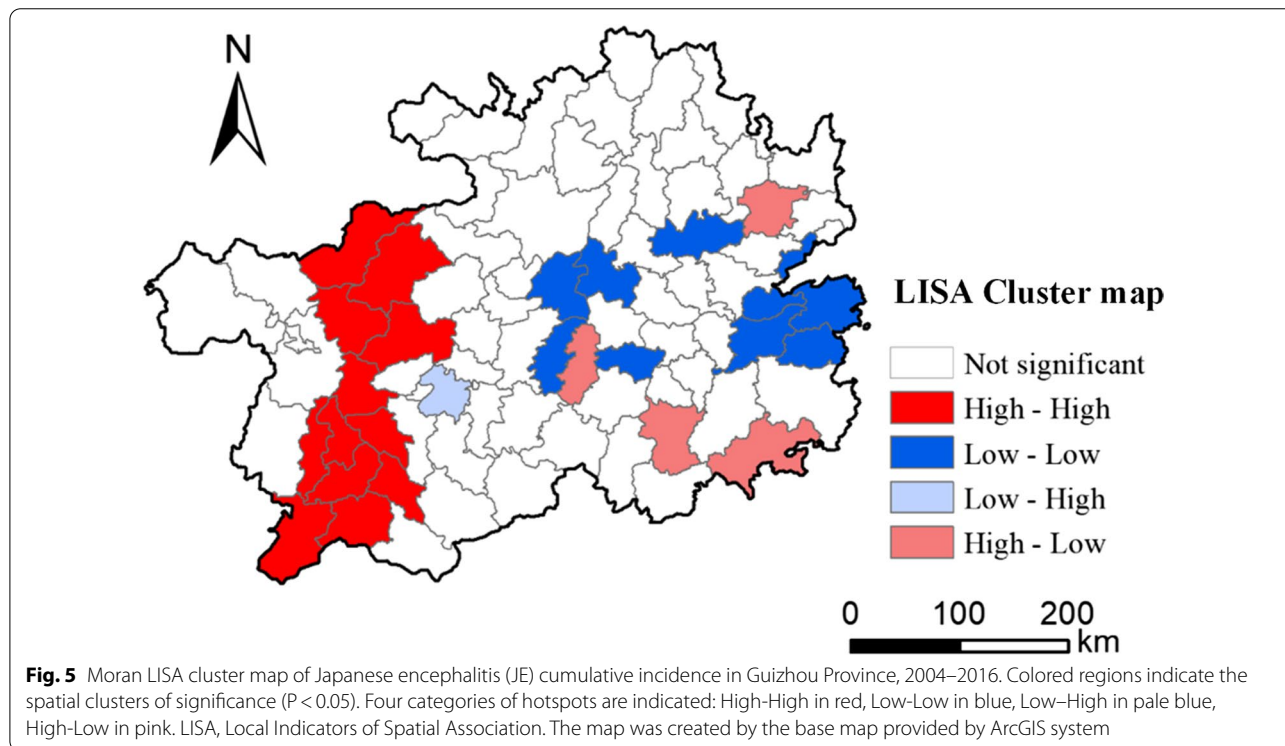 N
LISA Cluster map
Not significant
High - High
Low - Low
Low - High
High - Low
0 100 200
km
Fig. 5 Moran LISA cluster map of Japanese encephalitis (JE) cumulative incidence in Guizhou Province, 2004–2016. Colored regions indicate the
spatial clusters of significance (P < 0.05). Four categories of hotspots are indicated: High-High in red, Low-Low in blue, Low–High in pale blue,
High-Low in pink. LISA, Local Indicators of Spatial Association. The map was created by the base map provided by ArcGIS system